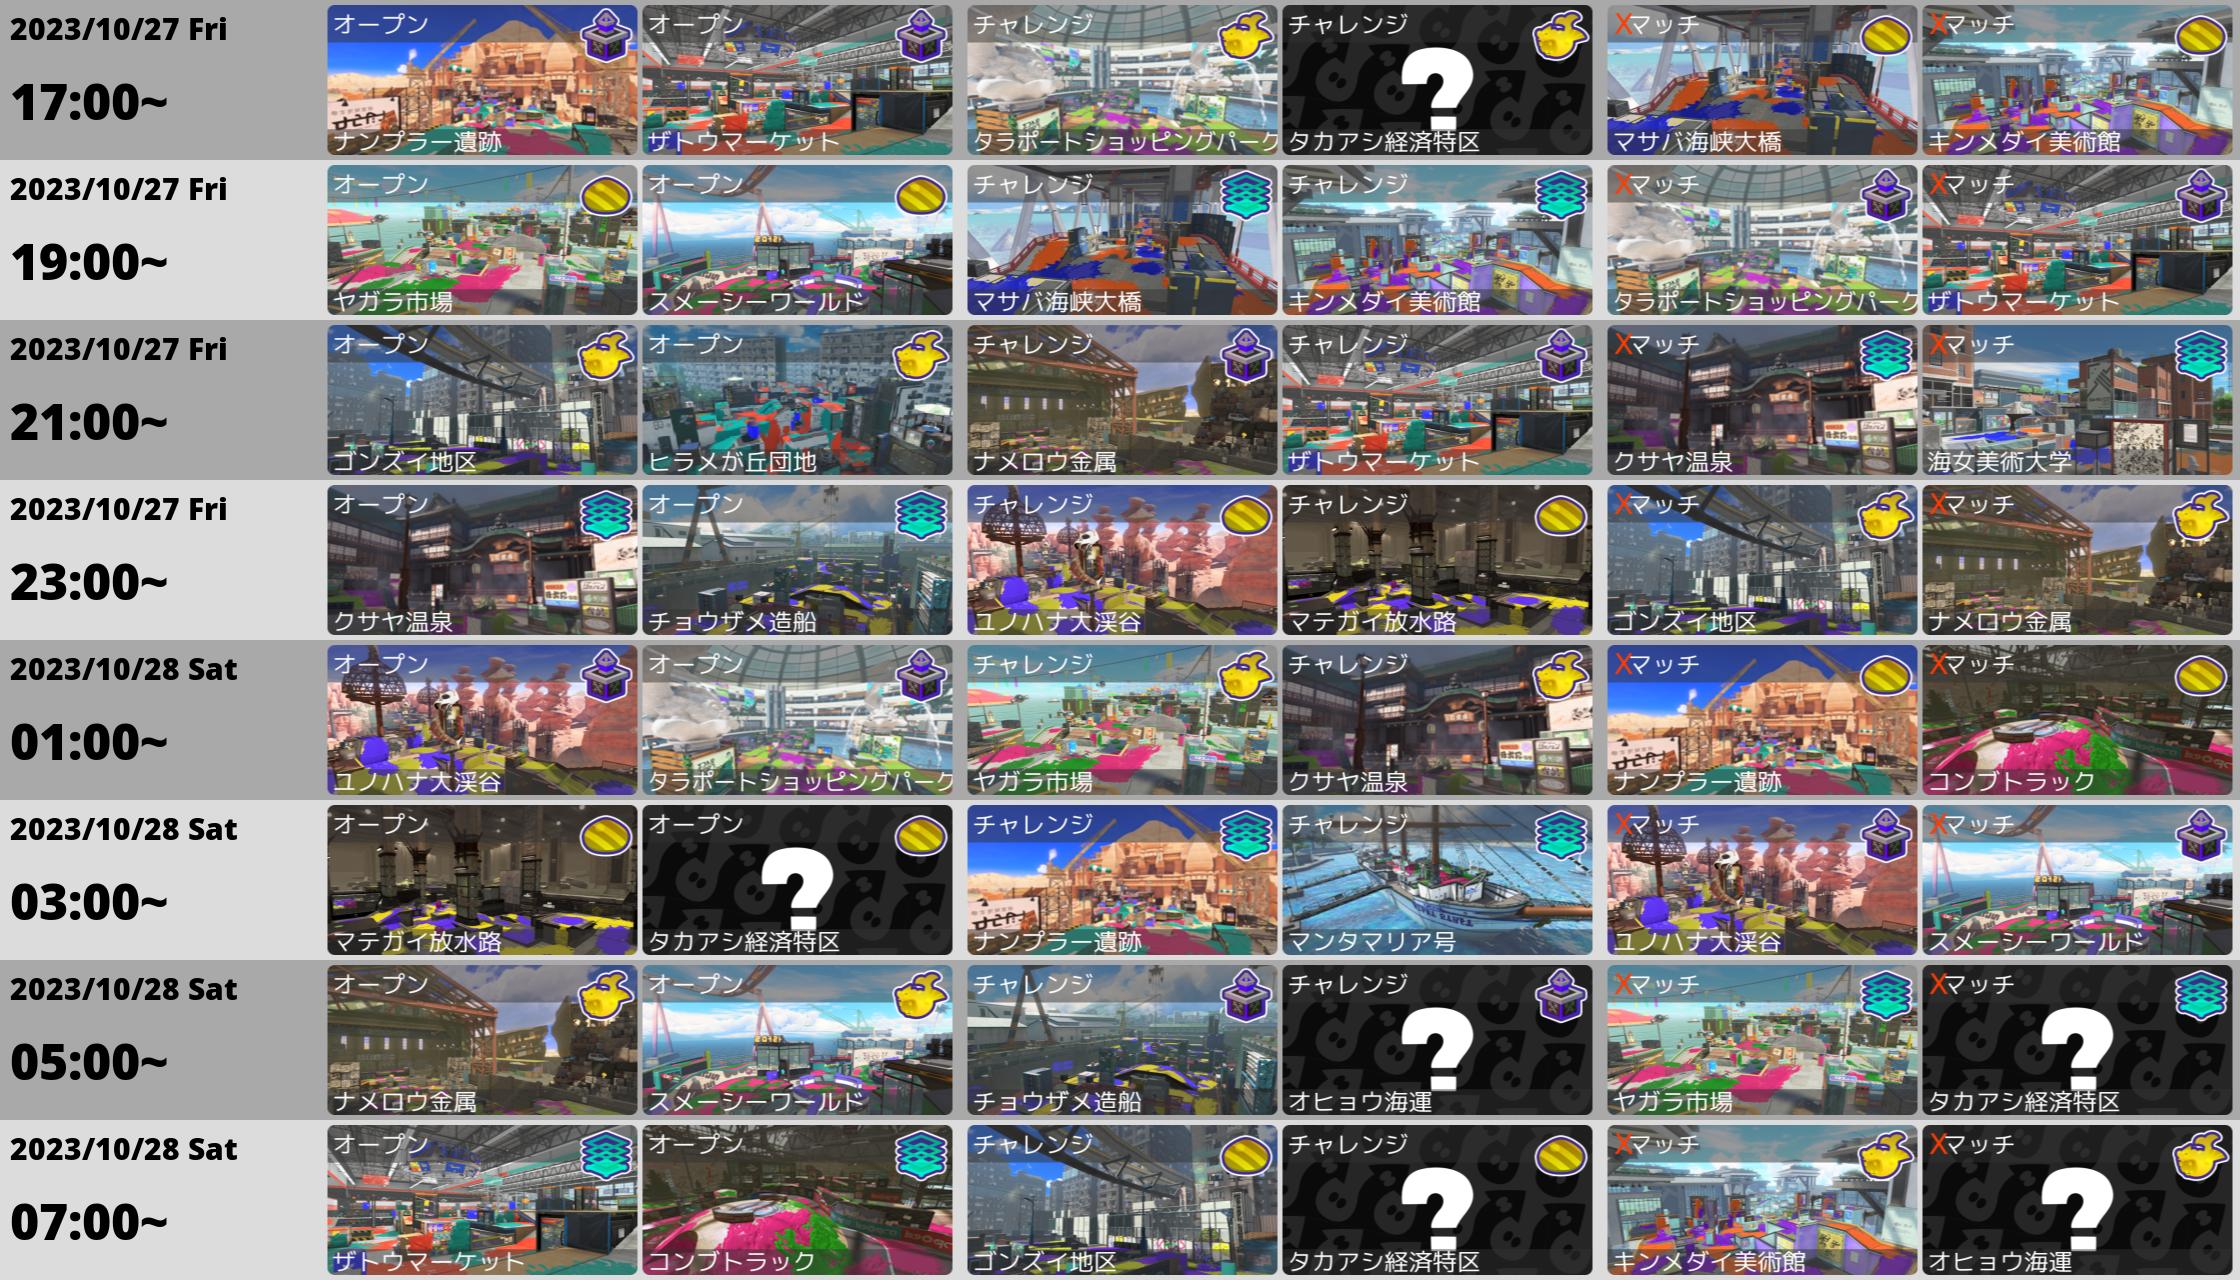 2023/10/27 Fri
17:00~
オープン
ナンプラー遺跡
オープン
ザトウマーケット
チャレンジ
タラポートショッピングパーク
チャレンジ
?
タカアシ経済特区
Xマッチ
マサバ海峡大橋
Xマッチ
キンメダイ美術館
2023/10/27 Fri
19:00~
オープン
ヤガラ市場
オープン
スメーシーワールド
チャレンジ
マサバ海峡大橋
チャレンジ
キンメダイ美術館
Xマッチ
タラポートショッピングパーク
Xマッチ
ザトウマーケット
2023/10/27 Fri
21:00~
オープン
ゴンズイ地区
オープン
ヒラメが丘団地
チャレンジ
ナメロウ金属
チャレンジ
ザトウマーケット
Xマッチ
クサヤ温泉
Xマッチ
海女美術大学
2023/10/27 Fri
23:00~
オープン
クサヤ温泉
オープン
チョウザメ造船
チャレンジ
ユノハナ大渓谷
チャレンジ
マテガイ放水路
Xマッチ
ゴンズイ地区
Xマッチ
ナメロウ金属
2023/10/28 Sat
01:00~
オープン
ユノハナ大渓谷
オープン
タラポートショッピングパーク
チャレンジ
ヤガラ市場
チャレンジ
クサヤ温泉
Xマッチ
ナンプラー遺跡
Xマッチ
コンブトラック
2023/10/28 Sat
03:00~
オープン
マテガイ放水路
オープン
?
タカアシ経済特区
チャレンジ
ナンプラー遺跡
チャレンジ
マンタマリア号
Xマッチ
ユノハナ大渓谷
Xマッチ
スメーシーワールド
2023/10/28 Sat
05:00~
オープン
ナメロウ金属
オープン
スメーシーワールド
チャレンジ
チョウザメ造船
チャレンジ
?
オヒョウ海運
Xマッチ
ヤガラ市場
Xマッチ
?
タカアシ経済特区
2023/10/28 Sat
07:00~
オープン
ザトウマーケット
オープン
コンブトラック
チャレンジ
ゴンズイ地区
チャレンジ
?
タカアシ経済特区
Xマッチ
キンメダイ美術館
Xマッチ
?
オヒョウ海運